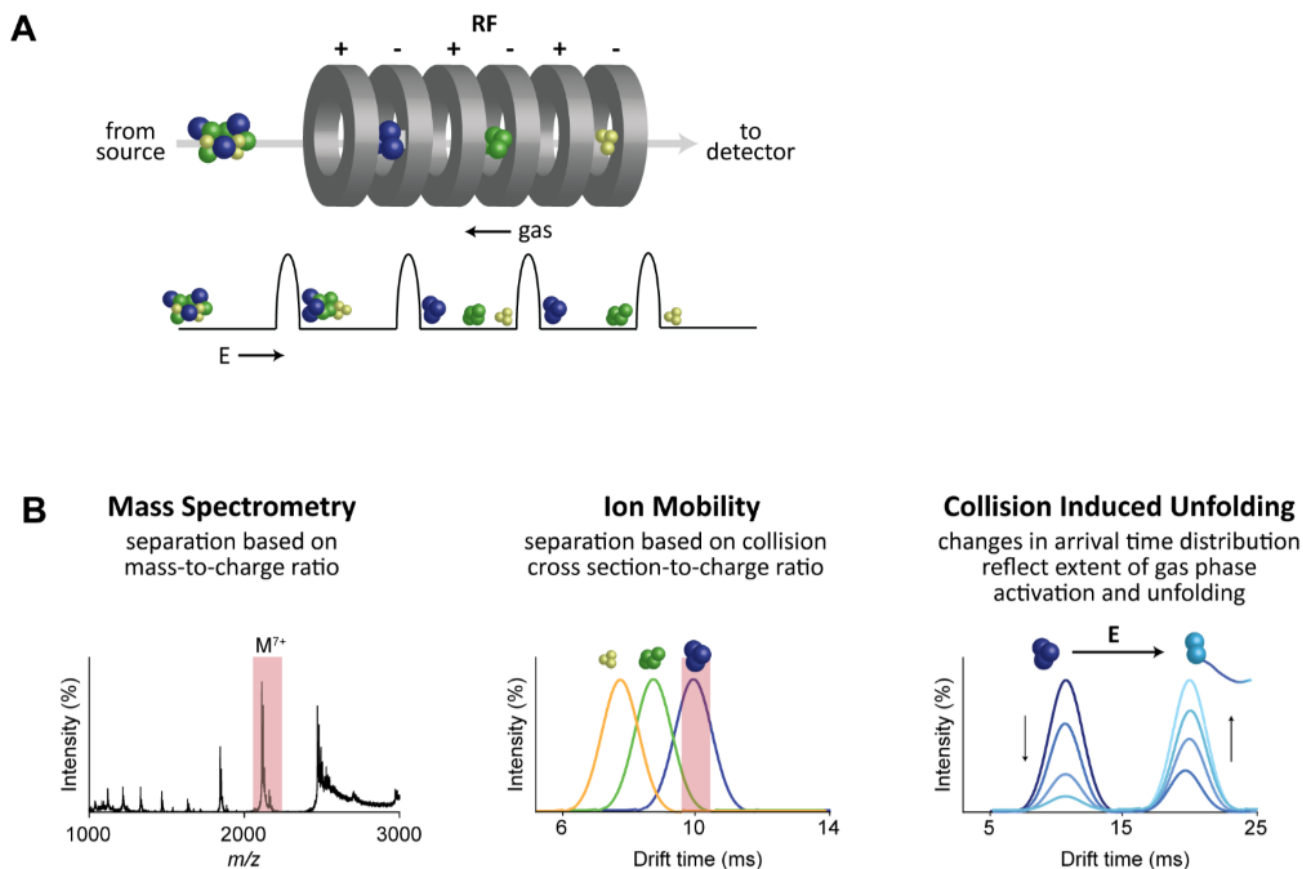 A
RF
+ - + - + -
from
source
to
detector
gas
E
B
Mass Spectrometry
separation based on
mass-to-charge ratio
M7+
Intensity (%)
1000 2000 3000
m/z
Ion Mobility
separation based on collision
cross section-to-charge ratio
Intensity (%)
6 10 14
Drift time (ms)
Collision Induced Unfolding
changes in arrival time distribution
reflect extent of gas phase
activation and unfolding
E
Intensity (%)
5 15 25
Drift time (ms)